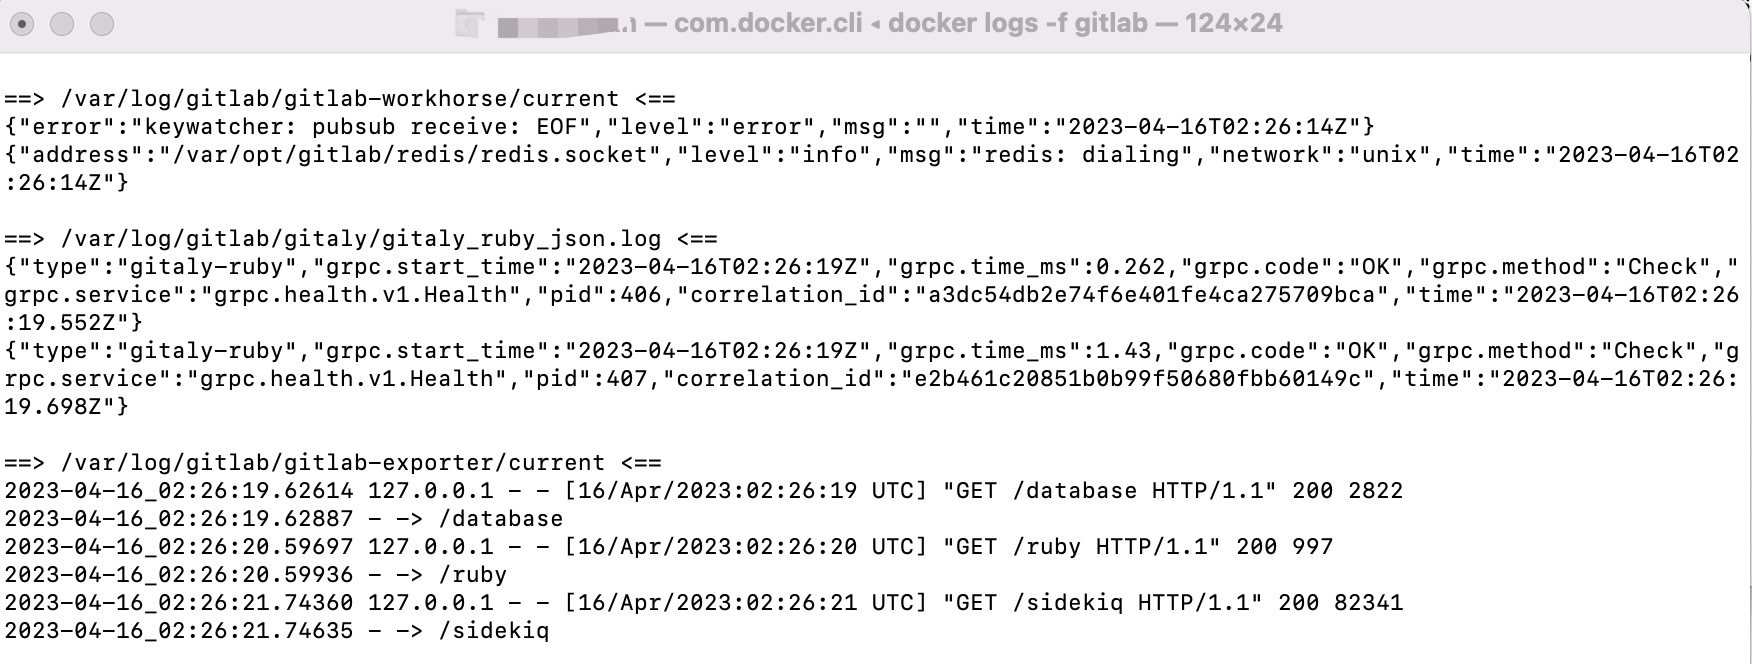 — com.docker.cli ◂ docker logs -f gitlab — 124×24
==> /var/log/gitlab/gitlab-workhorse/current <==
{"error":"keywatcher: pubsub receive: EOF","level":"error","msg":"","time":"2023-04-16T02:26:14Z"}
{"address":"/var/opt/gitlab/redis/redis.socket","level":"info","msg":"redis: dialing","network":"unix","time":"2023-04-16T02
:26:14Z"}
==> /var/log/gitlab/gitaly/gitaly_ruby_json.log <==
{"type":"gitaly-ruby","grpc.start_time":"2023-04-16T02:26:19Z","grpc.time_ms":0.262,"grpc.code":"OK","grpc.method":"Check","
grpc.service":"grpc.health.v1.Health","pid":406,"correlation_id":"a3dc54db2e74f6e401fe4ca275709bca","time":"2023-04-16T02:26
:19.552Z"}
{"type":"gitaly-ruby","grpc.start_time":"2023-04-16T02:26:19Z","grpc.time_ms":1.43,"grpc.code":"OK","grpc.method":"Check","g
rpc.service":"grpc.health.v1.Health","pid":407,"correlation_id":"e2b461c20851b0b99f50680fbb60149c","time":"2023-04-16T02:26:
19.698Z"}
==> /var/log/gitlab/gitlab-exporter/current <==
2023-04-16_02:26:19.62614 127.0.0.1 - - [16/Apr/2023:02:26:19 UTC] "GET /database HTTP/1.1" 200 2822
2023-04-16_02:26:19.62887 - -> /database
2023-04-16_02:26:20.59697 127.0.0.1 - - [16/Apr/2023:02:26:20 UTC] "GET /ruby HTTP/1.1" 200 997
2023-04-16_02:26:20.59936 - -> /ruby
2023-04-16_02:26:21.74360 127.0.0.1 - - [16/Apr/2023:02:26:21 UTC] "GET /sidekiq HTTP/1.1" 200 82341
2023-04-16_02:26:21.74635 - -> /sidekiq